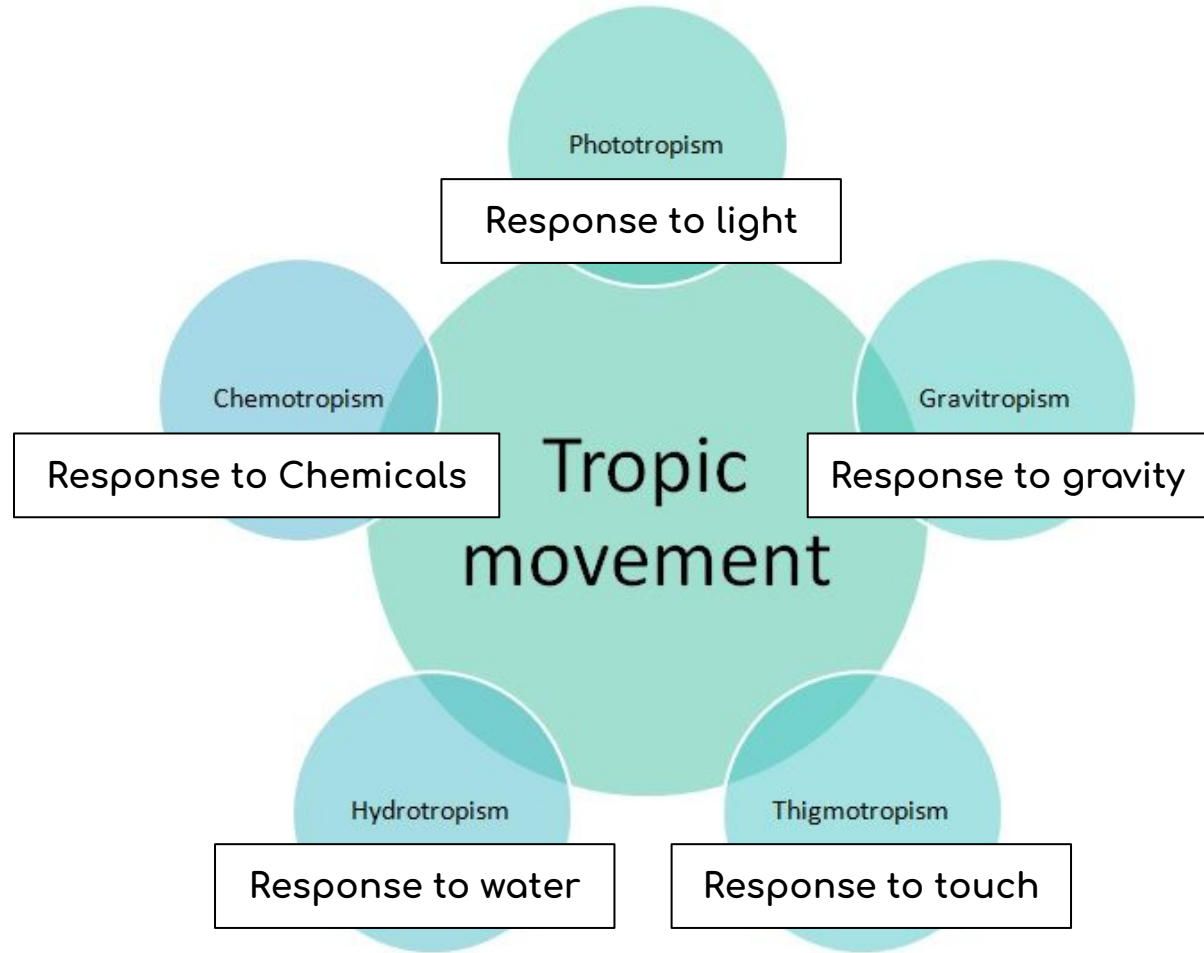 Phototropism
Response to light
Chemotropism
Response to Chemicals
Gravitropism
Response to gravity
Tropic
movement
Hydrotropism
Response to water
Thigmotropism
Response to touch